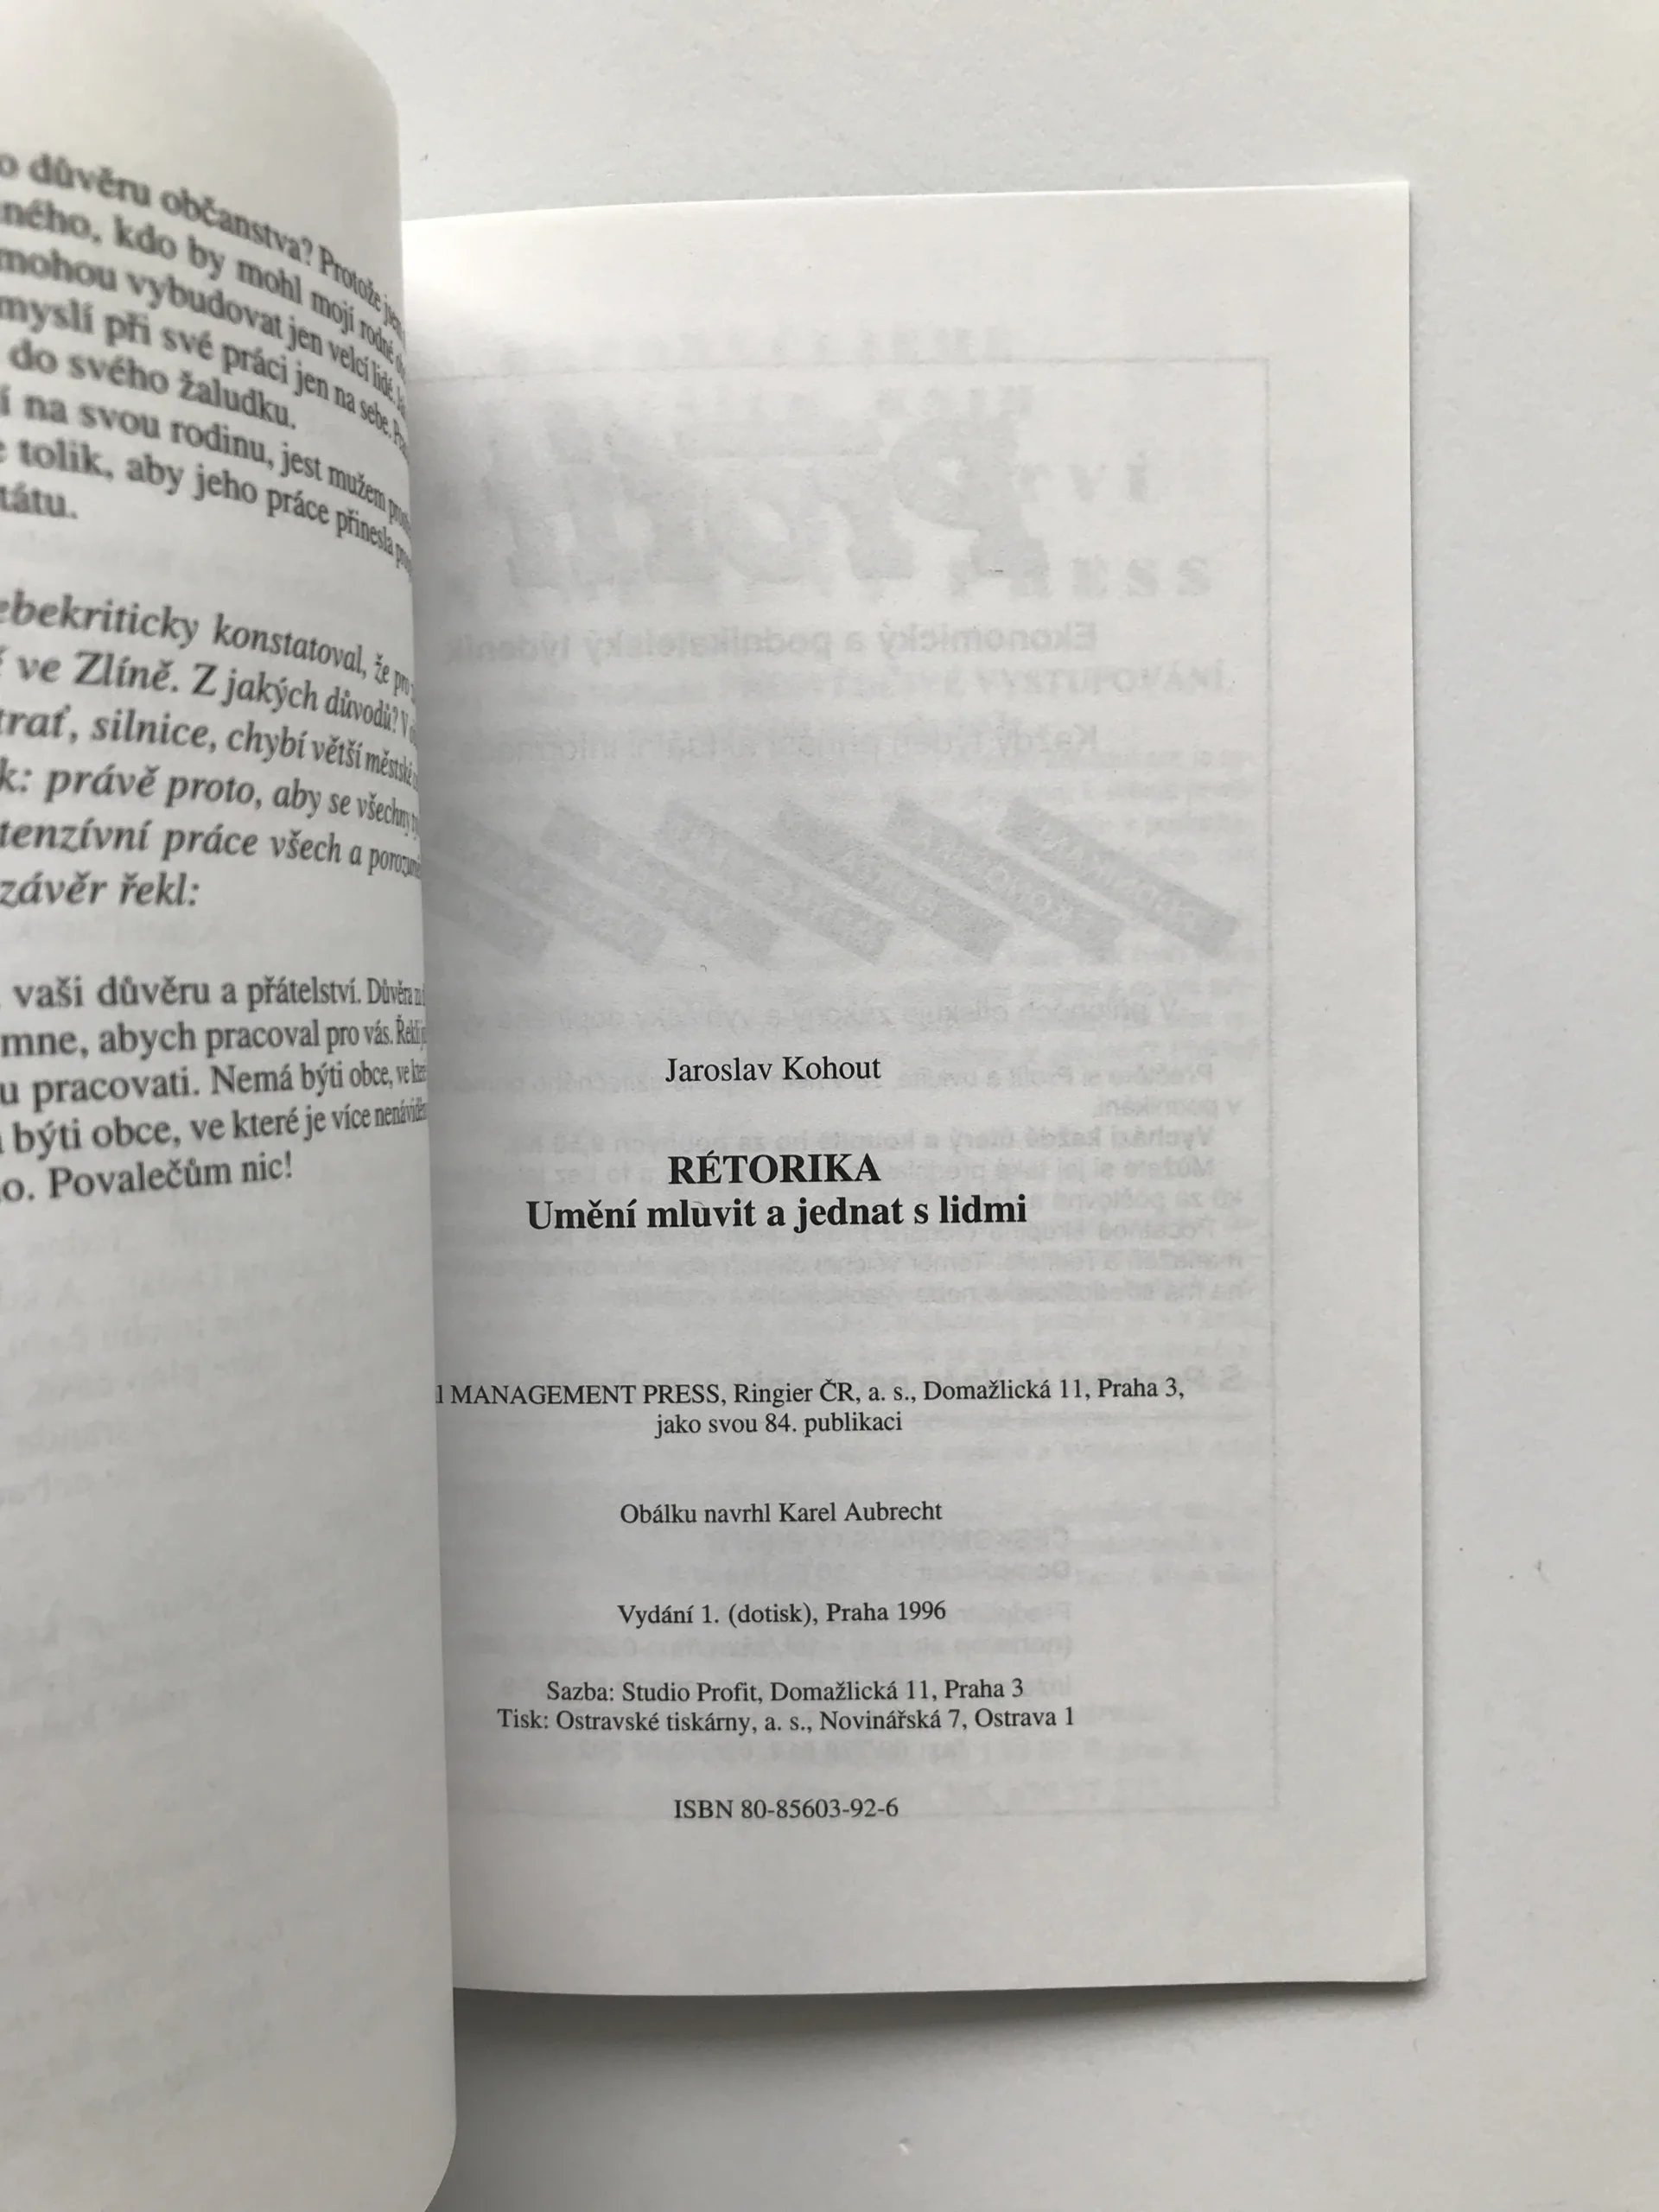 o důvěru občanstva? Protože jen
ného, kdo by mohl mojí rodné
mohou vybudovat jen velcí lidé.
myslí při své práci jen na sebe.
do svého žaludku.
í na svou rodinu, jest mužem
tolik, aby jeho práce přinesla
tátu.
ebekriticky konstatoval, že pro
ve Zlíně. Z jakých důvodů? V
trať, silnice, chybí větší městské
k: právě proto, aby se všechny
tenzívní práce všech a
závěr řekl:
vaši důvěru a přátelství. Důvěra
mne, abych pracoval pro vás. Řekl
u pracovati. Nemá býti obce, ve
býti obce, ve které je více
o. Povalečům nic!
Jaroslav Kohout
RÉTORIKA
Umění mluvit a jednat s lidmi
l MANAGEMENT PRESS, Ringier ČR, a. s., Domažlická 11, Praha 3,
jako svou 84. publikaci
Obálku navrhl Karel Aubrecht
Vydání 1. (dotisk), Praha 1996
Sazba: Studio Profit, Domažlická 11, Praha 3
Tisk: Ostravské tiskárny, a. s., Novinářská 7, Ostrava 1
ISBN 80-85603-92-6